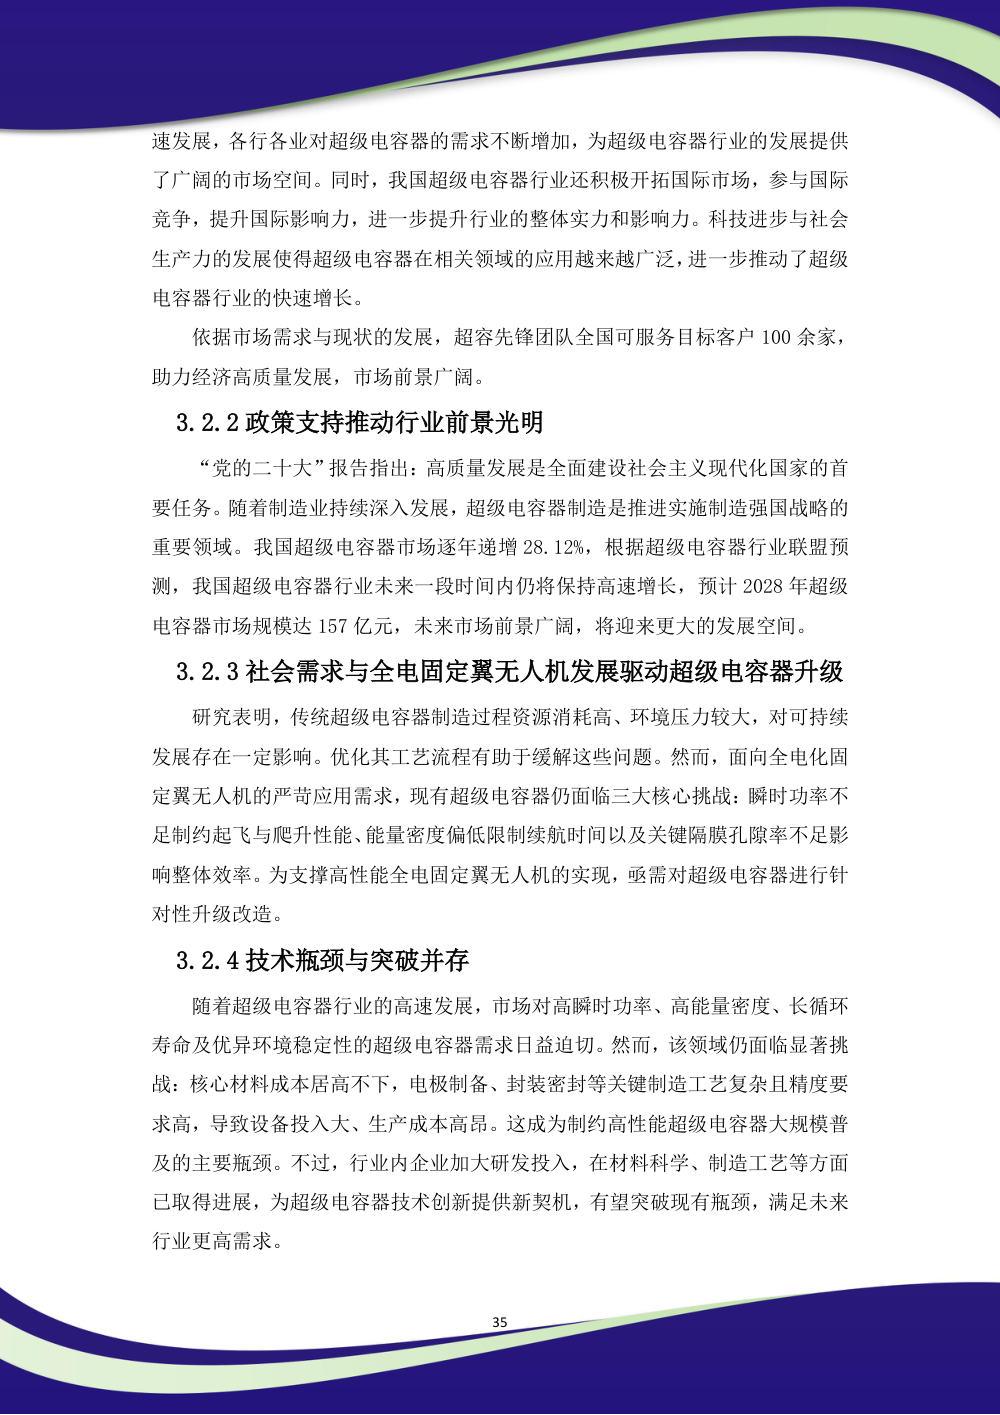 速发展，各行各业对超级电容器的需求不断增加，为超级电容器行业的发展提供
了广阔的市场空间。同时，我国超级电容器行业还积极开拓国际市场，参与国际
竞争，提升国际影响力，进一步提升行业的整体实力和影响力。科技进步与社会
生产力的发展使得超级电容器在相关领域的应用越来越广泛，进一步推动了超级
电容器行业的快速增长。
依据市场需求与现状的发展，超容先锋团队全国可服务目标客户 100 余家，
助力经济高质量发展，市场前景广阔。
3.2.2 政策支持推动行业前景光明
“党的二十大”报告指出：高质量发展是全面建设社会主义现代化国家的首
要任务。随着制造业持续深入发展，超级电容器制造是推进实施制造强国战略的
重要领域。我国超级电容器市场逐年递增 28.12%，根据超级电容器行业联盟预
测，我国超级电容器行业未来一段时间内仍将保持高速增长，预计 2028 年超级
电容器市场规模达 157 亿元，未来市场前景广阔，将迎来更大的发展空间。
3.2.3 社会需求与全电固定翼无人机发展驱动超级电容器升级
研究表明，传统超级电容器制造过程资源消耗高、环境压力较大，对可持续
发展存在一定影响。优化其工艺流程有助于缓解这些问题。然而，面向全电化固
定翼无人机的严苛应用需求，现有超级电容器仍面临三大核心挑战：瞬时功率不
足制约起飞与爬升性能、能量密度偏低限制续航时间以及关键隔膜孔隙率不足影
响整体效率。为支撑高性能全电固定翼无人机的实现，亟需对超级电容器进行针
对性升级改造。
3.2.4 技术瓶颈与突破并存
随着超级电容器行业的高速发展，市场对高瞬时功率、高能量密度、长循环
寿命及优异环境稳定性的超级电容器需求日益迫切。然而，该领域仍面临显著挑
战：核心材料成本居高不下，电极制备、封装密封等关键制造工艺复杂且精度要
求高，导致设备投入大、生产成本高昂。这成为制约高性能超级电容器大规模普
及的主要瓶颈。不过，行业内企业加大研发投入，在材料科学、制造工艺等方面
已取得进展，为超级电容器技术创新提供新契机，有望突破现有瓶颈，满足未来
行业更高需求。
35